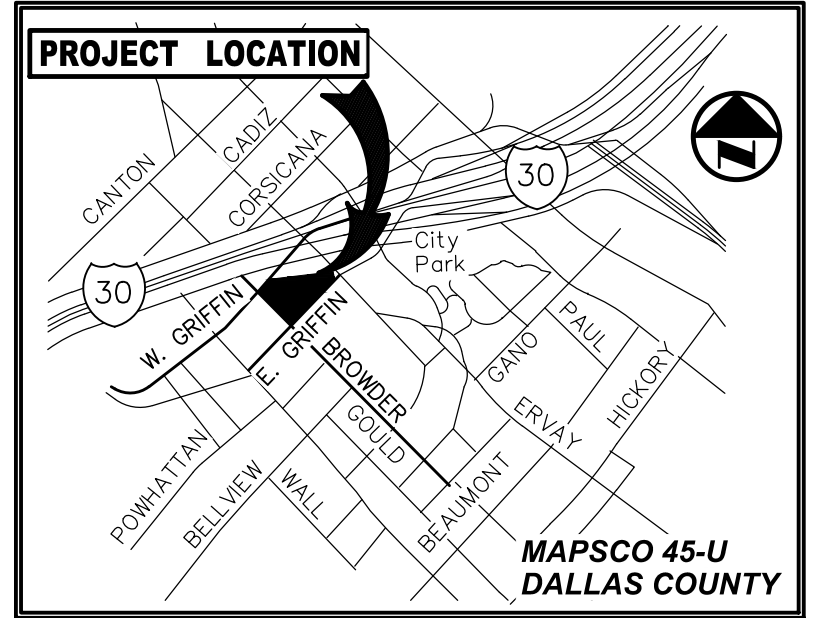 PROJECT LOCATION
CANTON
CADIZ
CORSICANA
30
N
City
Park
30
W. GRIFFIN
E. GRIFFIN
BROWDER
GOULD
GANO
PAUL
HICKORY
ERVAY
POWHATTAN
BELLVIEW
WALL
BEAUMONT
MAPSCO 45-U
DALLAS COUNTY